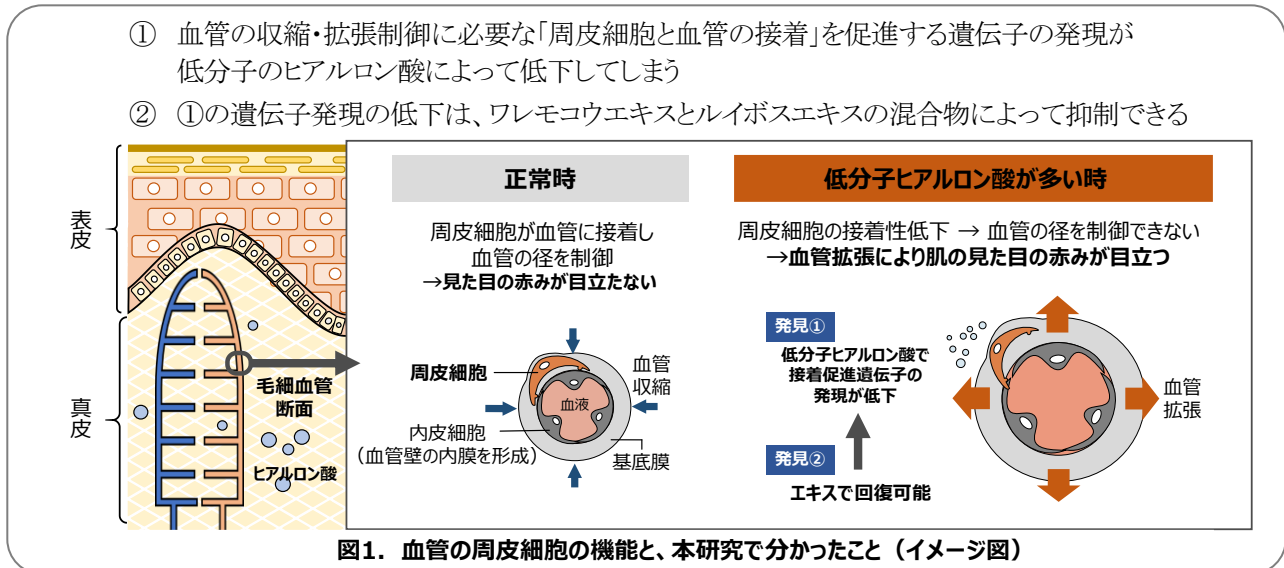 ① 血管の収縮・拡張制御に必要な「周皮細胞と血管の接着」を促進する遺伝子の発現が
低分子のヒアルロン酸によって低下してしまう
② ①の遺伝子発現の低下は、ワレモコウエキスとルイボスエキスの混合物によって抑制できる
表皮
真皮
毛細血管
断面
ヒアルロン酸
正常時
周皮細胞が血管に接着し
血管の径を制御
→見た目の赤みが目立たない
周皮細胞
血管
収縮
血液
内皮細胞
(血管壁の内膜を形成)
基底膜
低分子ヒアルロン酸が多い時
周皮細胞の接着性低下 → 血管の径を制御できない
→血管拡張により肌の見た目の赤みが目立つ
発見①
低分子ヒアルロン酸で
接着促進遺伝子の
発現が低下
血管
拡張
発見②
エキスで回復可能
図1. 血管の周皮細胞の機能と、本研究で分かったこと（イメージ図）